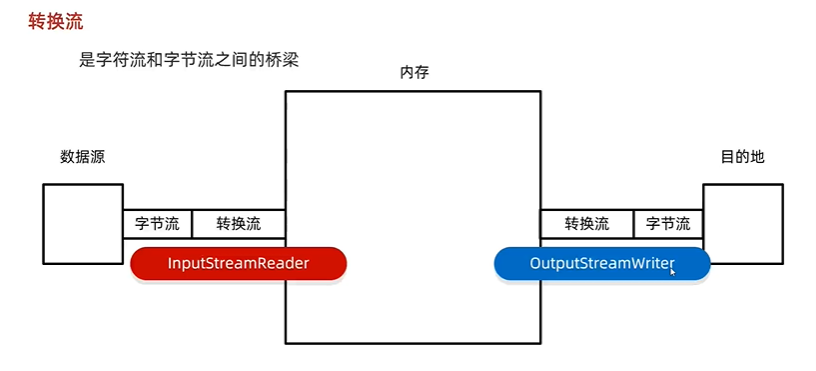 转换流
是字符流和字节流之间的桥梁
内存
数据源
目的地
字节流
转换流
转换流
字节流
InputStreamReader
OutputStreamWriter